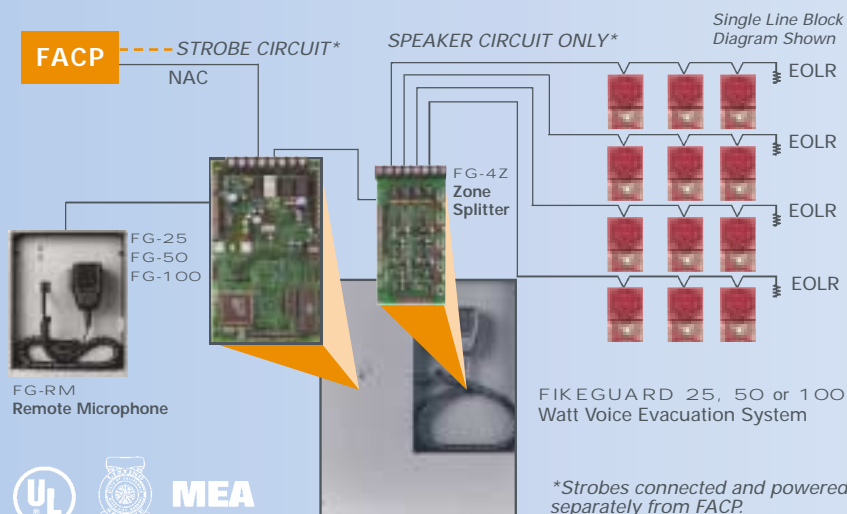 Single Line Block
Diagram Shown
FACP
STROBE CIRCUIT*
NAC
SPEAKER CIRCUIT ONLY*
EOLR
EOLR
EOLR
EOLR
FG-4Z
Zone
Splitter
FG-25
FG-50
FG-100
FG-RM
Remote Microphone
FIKEGUARD 25, 50 or 100
Watt Voice Evacuation System
UL
MEA
*Strobes connected and powered
separately from FACP.